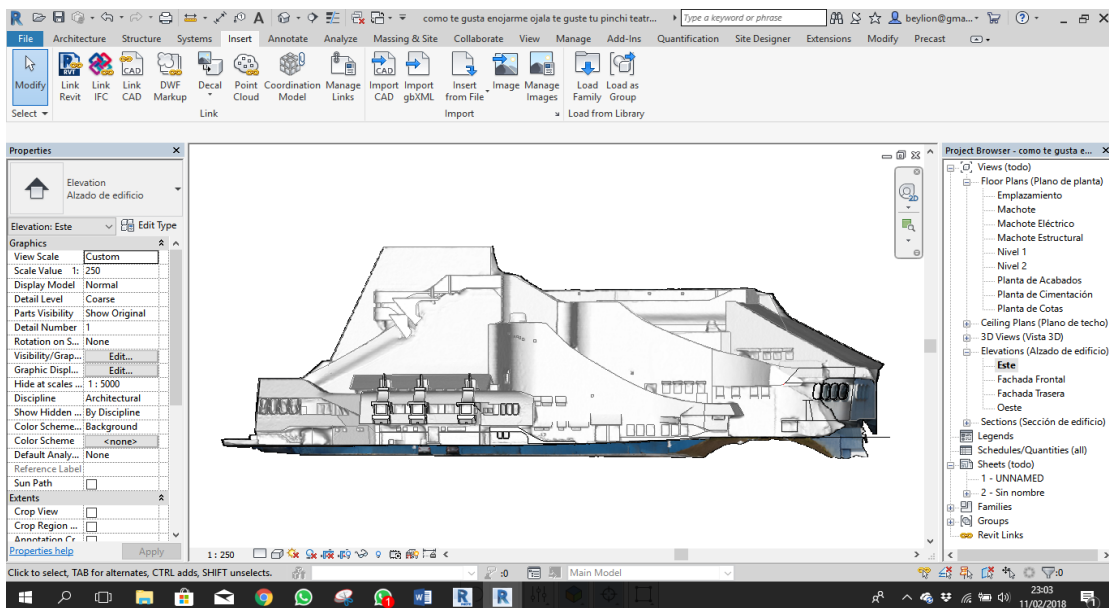 como te gusta enojarme ojala te guste tu pinchi teatr...
Type a keyword or phrase
beylion@gma...
File Architecture Structure Systems Insert Annotate Analyze Massing & Site Collaborate View Manage Add-Ins Quantification Site Designer Extensions Modify Precast
Modify
Link Revit
Link IFC
Link CAD
DWF Markup
Decal
Point Cloud
Coordination Model
Manage Links
Import CAD
Import gbXML
Insert from File
Image
Manage Images
Load Family
Load as Group
Select
Link
Import
Load from Library
Properties
Elevation
Alzado de edificio
Elevation: Este
Edit Type
Graphics
View Scale Custom
Scale Value 1: 250
Display Model Normal
Detail Level Coarse
Parts Visibility Show Original
Detail Number 1
Rotation on S... None
Visibility/Grap... Edit...
Graphic Displ... Edit...
Hide at scales ... 1 : 5000
Discipline Architectural
Show Hidden ... By Discipline
Color Scheme... Background
Color Scheme <none>
Default Analy... None
Reference Label
Sun Path
Extents
Crop View
Crop Region ...
Annotation Cr...
Properties help
Apply
2D
1 : 250
Project Browser - como te gusta e...
Views (todo)
Floor Plans (Plano de planta)
Emplazamiento
Machote
Machote Eléctrico
Machote Estructural
Nivel 1
Nivel 2
Planta de Acabados
Planta de Cimentación
Planta de Cotas
Ceiling Plans (Plano de techo)
3D Views (Vista 3D)
Elevations (Alzado de edificio)
Este
Fachada Frontal
Fachada Trasera
Oeste
Sections (Sección de edificio)
Legends
Schedules/Quantities (all)
Sheets (todo)
1 - UNNAMED
2 - Sin nombre
Families
Groups
Revit Links
Click to select, TAB for alternates, CTRL adds, SHIFT unselects.
:0
Main Model
:0
23:03
11/02/2018